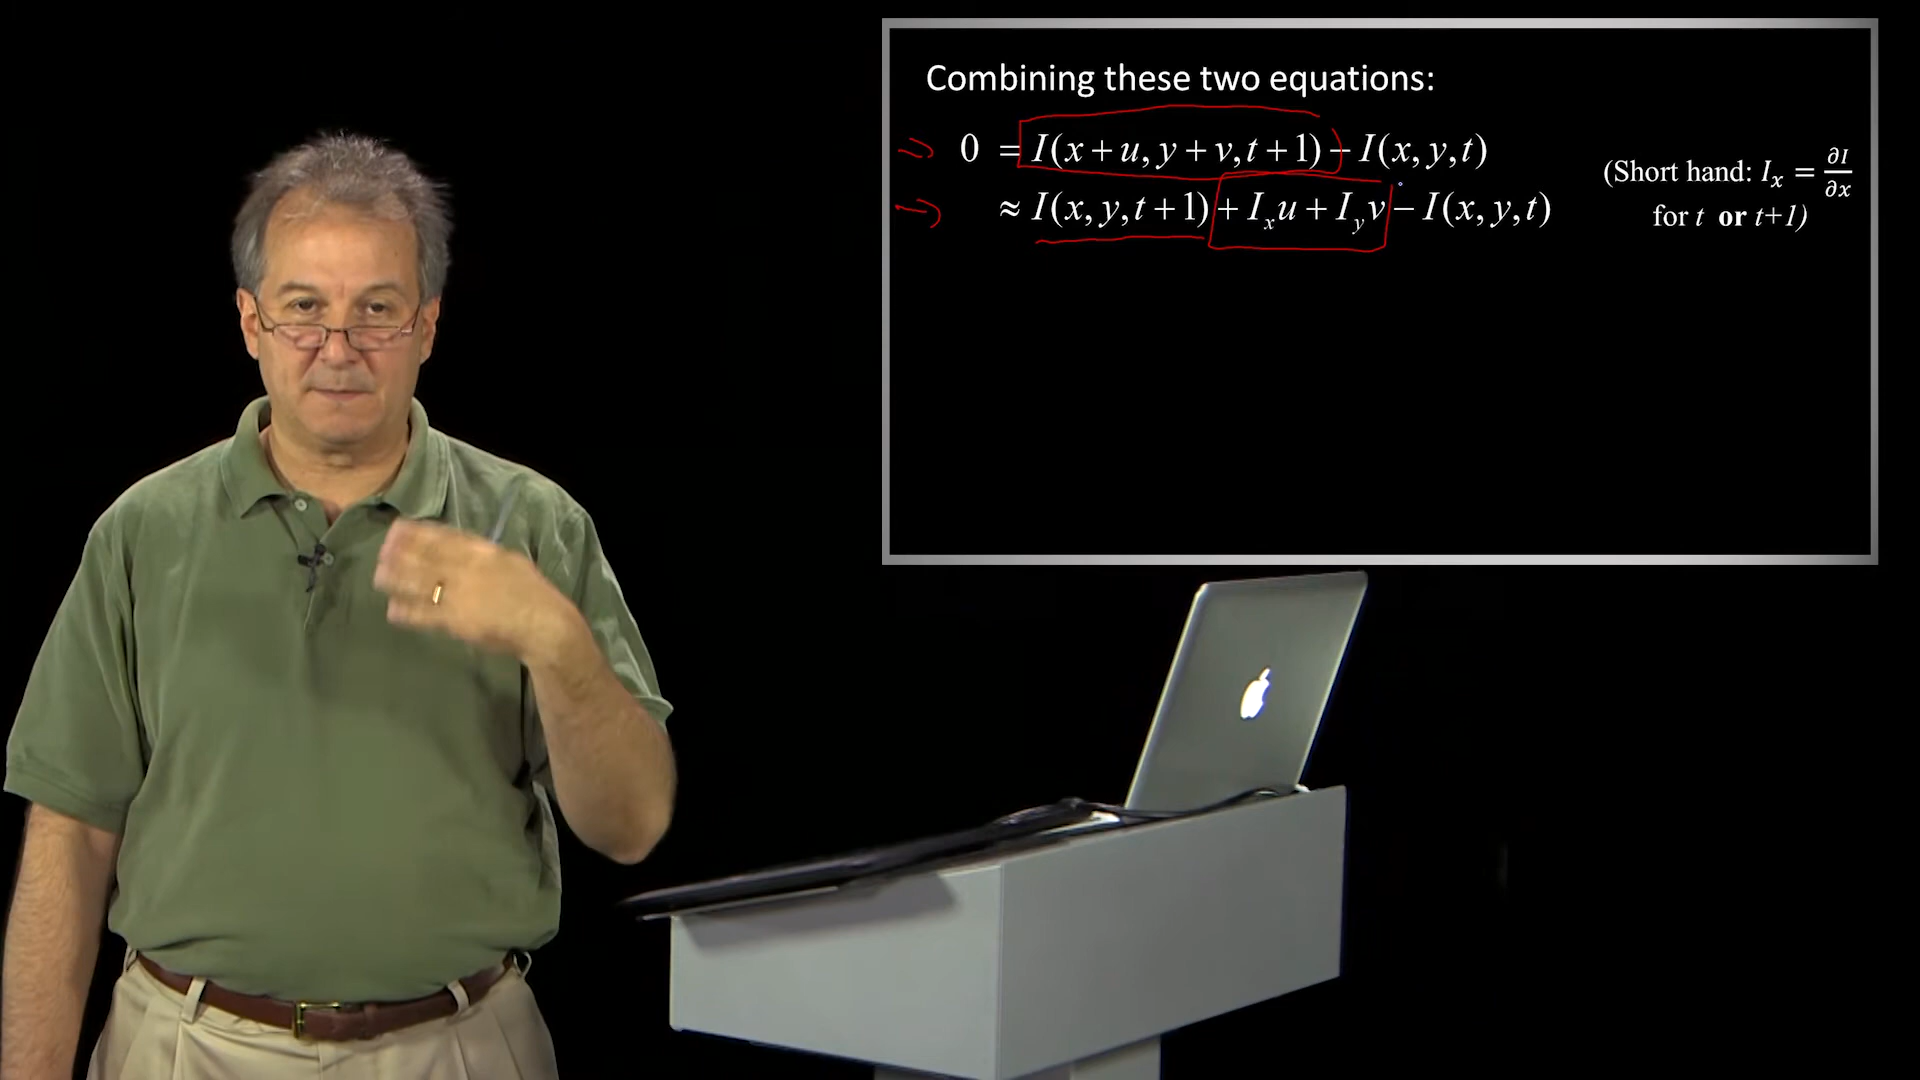 Combining these two equations:
0 = I(x+u, y+v, t+1) − I(x, y, t)
≈ I(x, y, t+1) + I_x u + I_y v − I(x, y, t)
(Short hand: I_x = ∂I/∂x
for t or t+1)